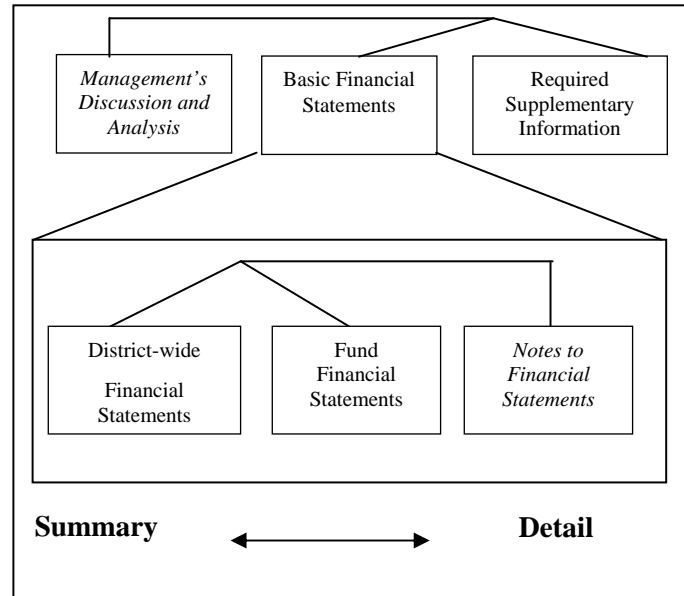 Management's
Discussion and
Analysis
Basic Financial
Statements
Required
Supplementary
Information
District-wide
Financial
Statements
Fund
Financial
Statements
Notes to
Financial
Statements
Summary
Detail